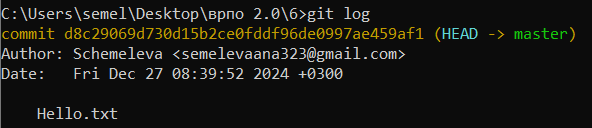 C:\Users\semel\Desktop\врпо 2.0\6>git log
commit d8c29069d730d15b2ce0fddf96de0997ae459af1 (HEAD -> master)
Author: Schemeleva <semelevaana323@gmail.com>
Date:   Fri Dec 27 08:39:52 2024 +0300
Hello.txt